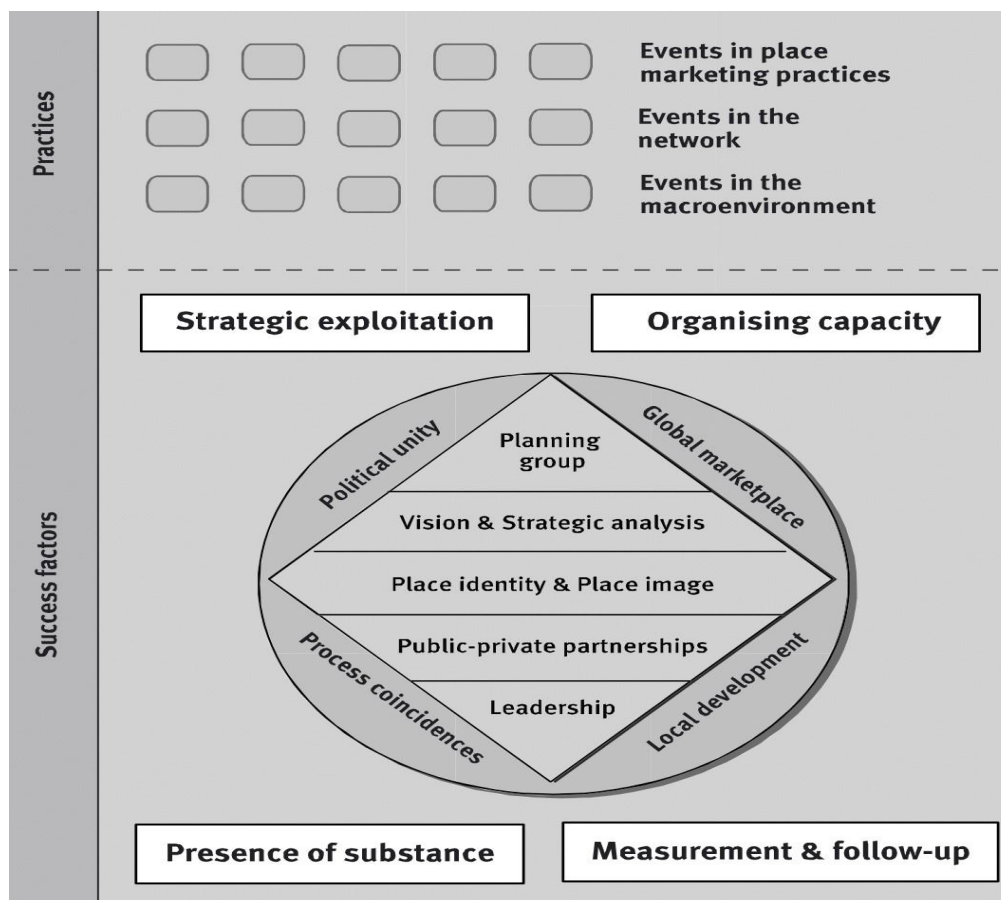 Practices
Events in place
marketing practices
Events in the
network
Events in the
macroenvironment
Success factors
Strategic exploitation
Organising capacity
Political unity
Global marketplace
Planning
group
Vision & Strategic analysis
Place identity & Place image
Public-private partnerships
Leadership
Process coincidences
Local development
Presence of substance
Measurement & follow-up